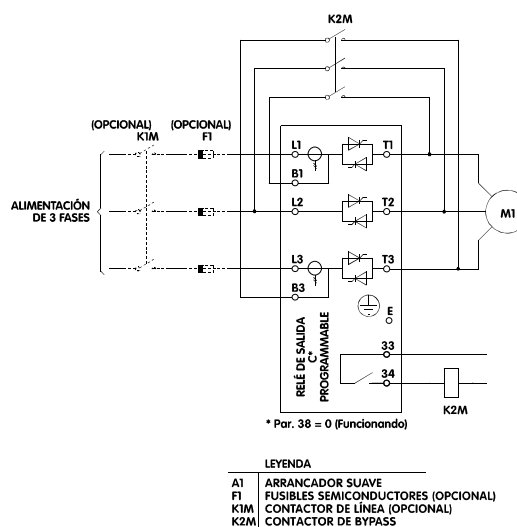 K2M
(OPCIONAL)
K1M
(OPCIONAL)
F1
L1
T1
B1
ALIMENTACIÓN
DE 3 FASES
L2
T2
M1
L3
T3
B3
E
RELÉ DE SALIDA
C*
PROGRAMMABLE
33
34
K2M
* Par. 38 = 0 (Funcionando)
LEYENDA
A1 ARRANCADOR SUAVE
F1 FUSIBLES SEMICONDUCTORES (OPCIONAL)
K1M CONTACTOR DE LÍNEA (OPCIONAL)
K2M CONTACTOR DE BYPASS